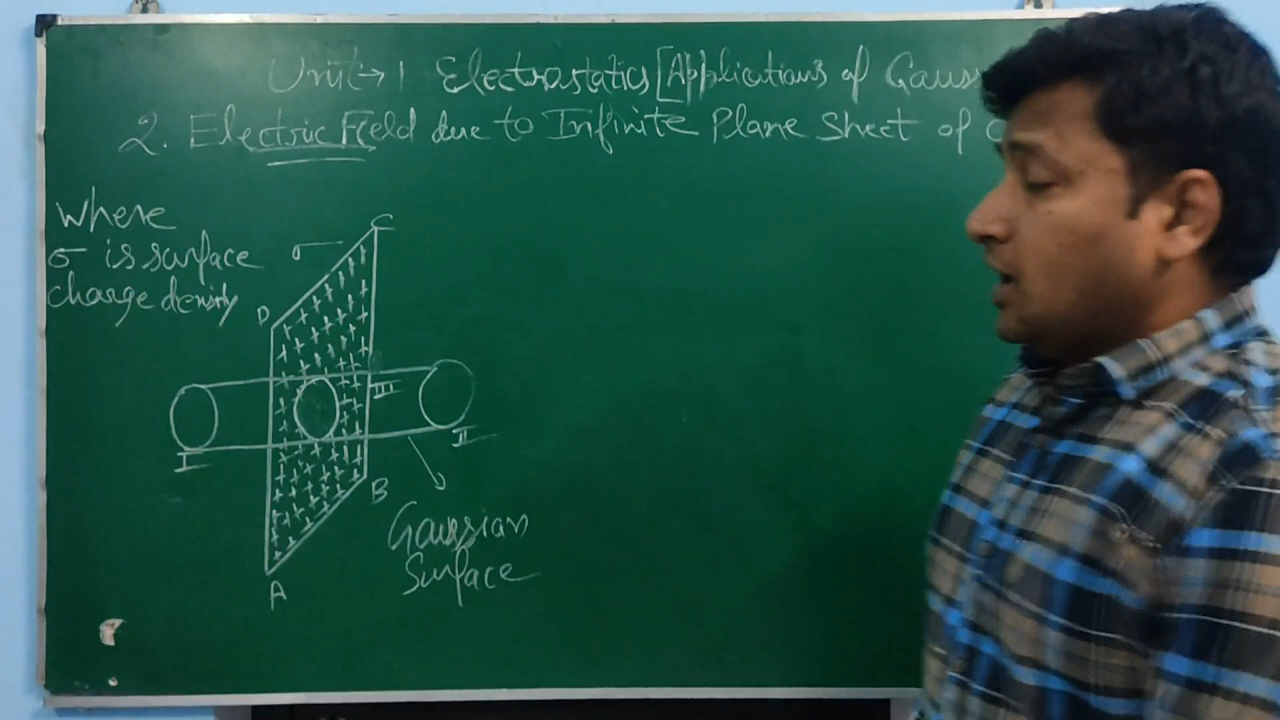 Unit → 1 Electrostatics [Applications of Gauss
2. Electric Field due to Infinite Plane Sheet of C
Where
σ is surface
charge density
σ
C
D
III
I
II
B
A
Gaussian
Surface